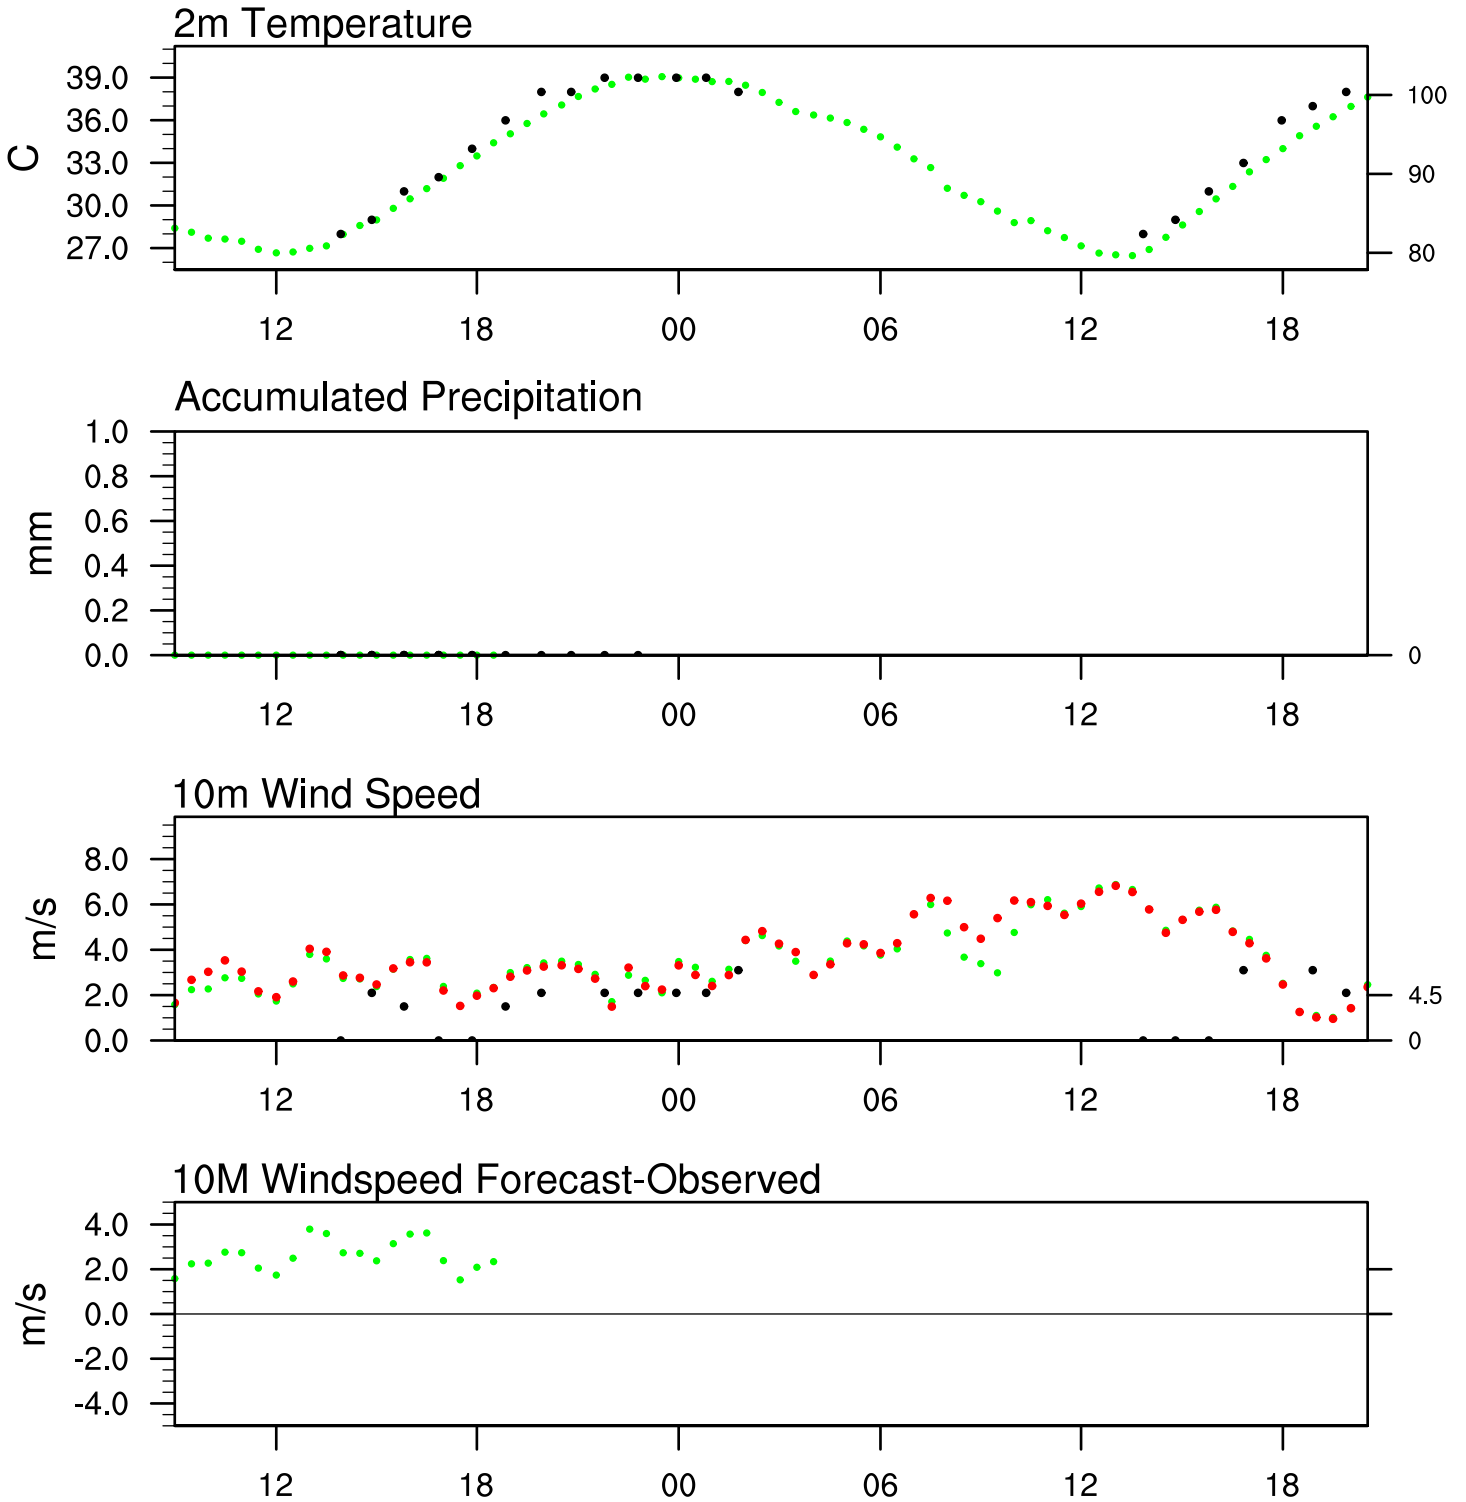 2m Temperature
39.0
36.0
33.0
30.0
27.0
C
100
90
80
12 18 00 06 12 18
Accumulated Precipitation
1.0
0.8
0.6
0.4
0.2
0.0
mm
0
12 18 00 06 12 18
10m Wind Speed
8.0
6.0
4.0
2.0
0.0
m/s
4.5
0
12 18 00 06 12 18
10M Windspeed Forecast-Observed
4.0
2.0
0.0
-2.0
-4.0
m/s
12 18 00 06 12 18